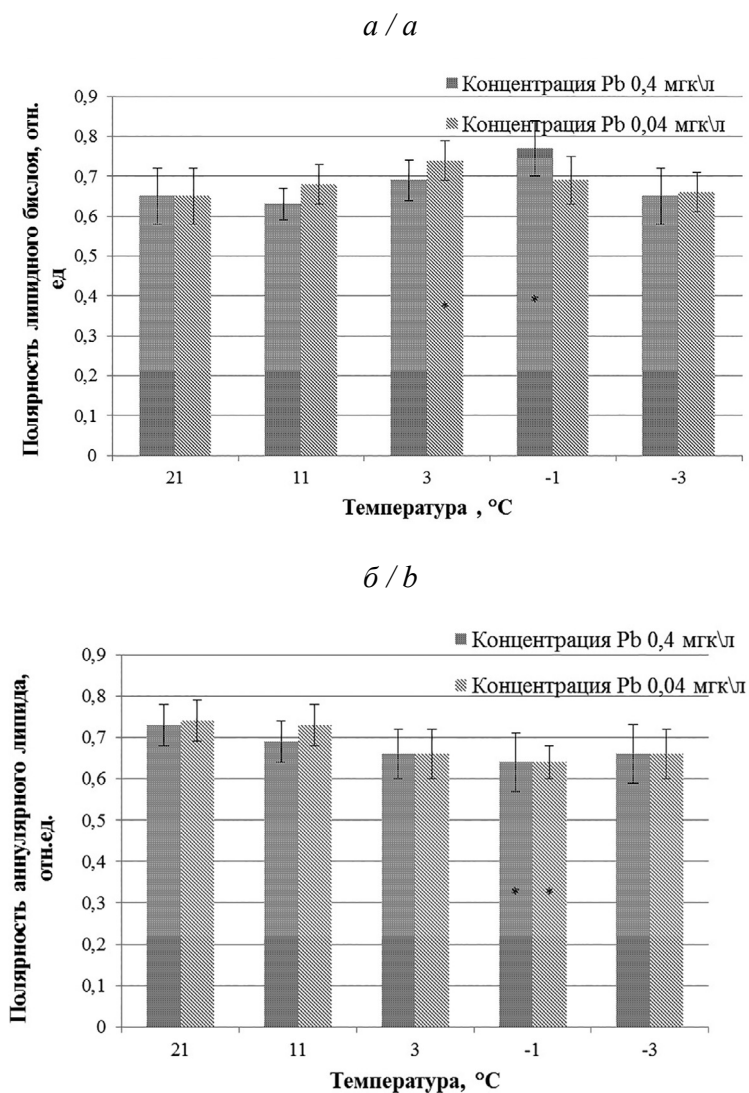 а / a
Концентрация Pb 0,4 мгк\л
Концентрация Pb 0,04 мгк\л
Полярность липидного бислоя, отн.
ед
0,9
0,8
0,7
0,6
0,5
0,4
0,3
0,2
0,1
0
*
*
21 11 3 -1 -3
Температура , °C
б / b
Концентрация Pb 0,4 мгк\л
Концентрация Pb 0,04 мгк\л
Полярность аннулярного липида,
отн.ед.
0,9
0,8
0,7
0,6
0,5
0,4
0,3
0,2
0,1
0
* *
21 11 3 -1 -3
Температура, °C